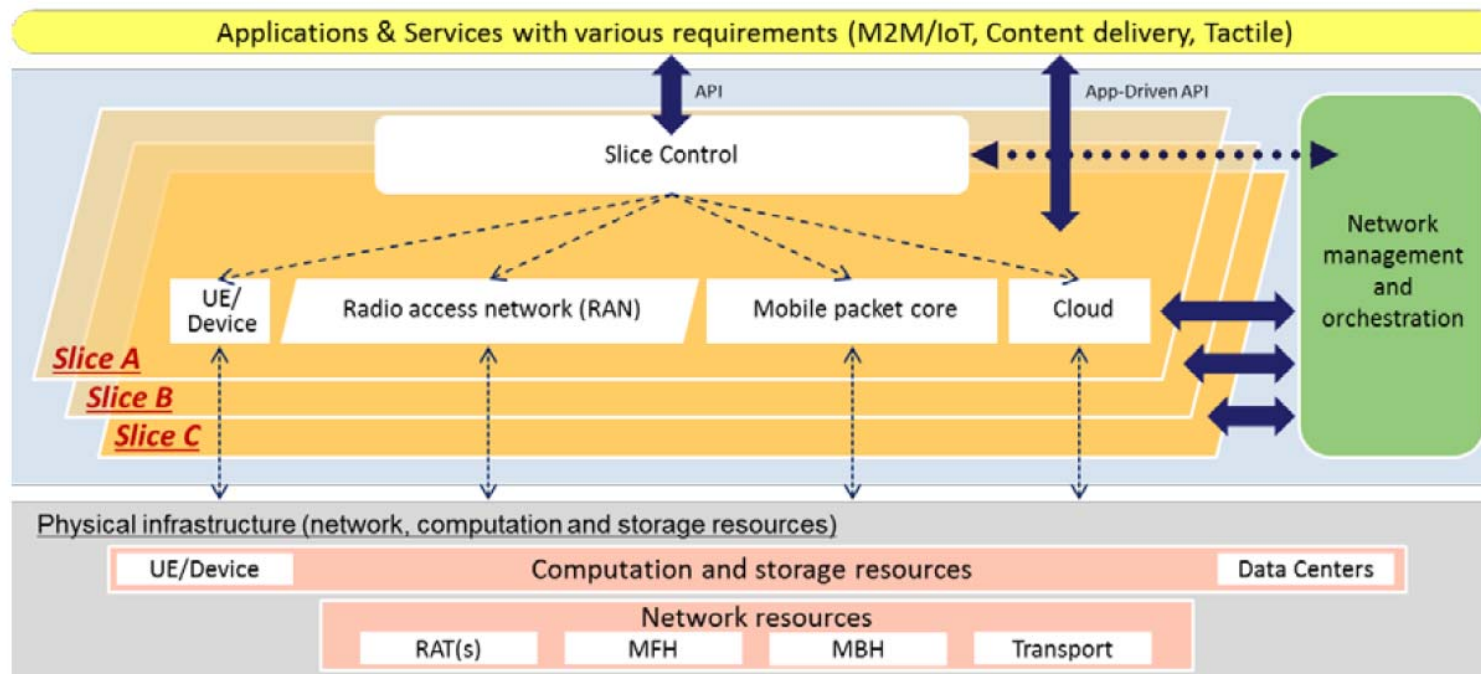 Applications & Services with various requirements (M2M/IoT, Content delivery, Tactile)
API
App-Driven API
Slice Control
Network
management
and
orchestration
UE/
Device
Radio access network (RAN)
Mobile packet core
Cloud
Slice A
Slice B
Slice C
Physical infrastructure (network, computation and storage resources)
UE/Device
Computation and storage resources
Data Centers
Network resources
RAT(s)
MFH
MBH
Transport